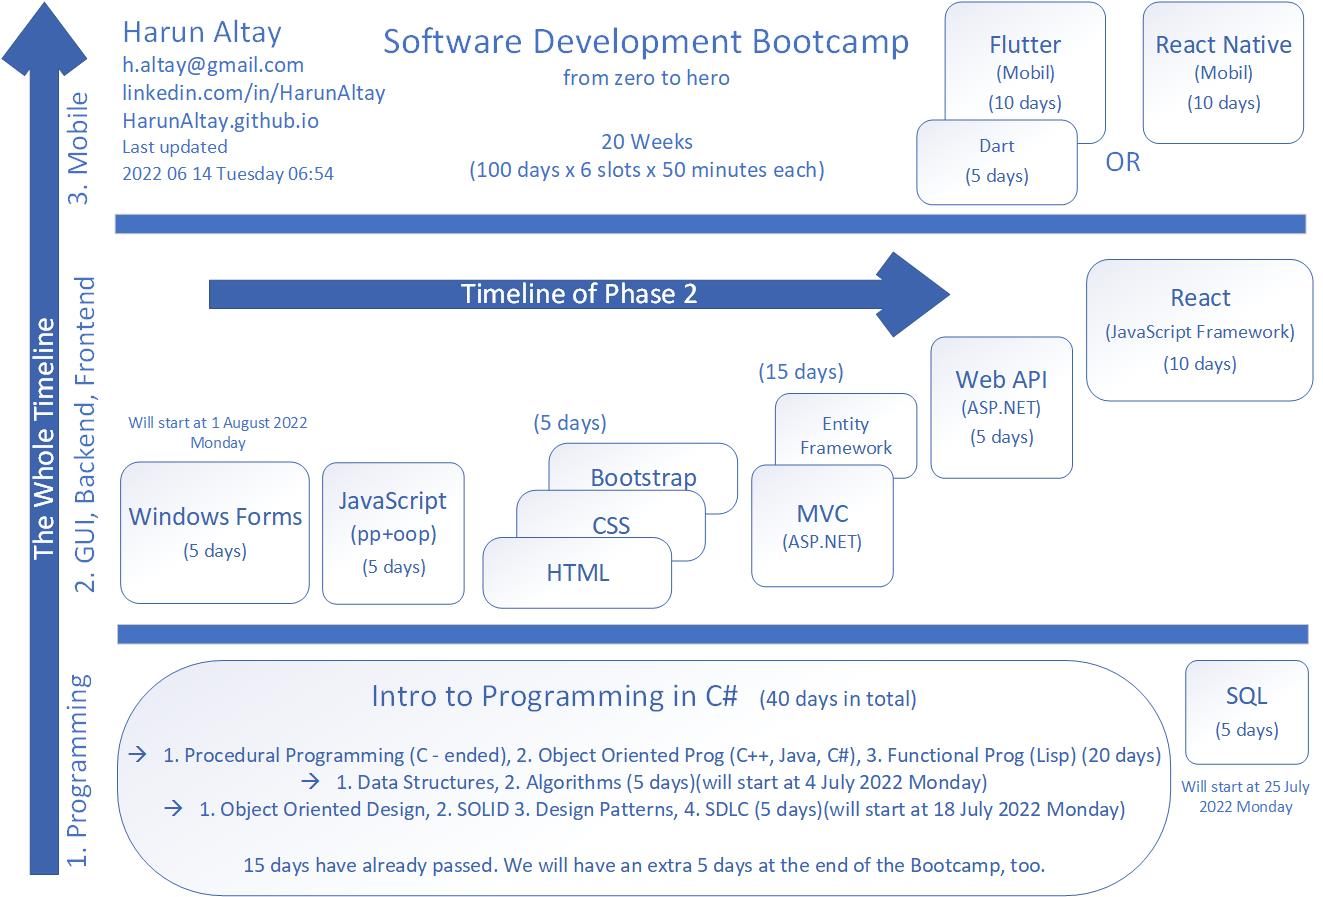 Harun Altay
h.altay@gmail.com
linkedin.com/in/HarunAltay
HarunAltay.github.io
Last updated
2022 06 14 Tuesday 06:54
Software Development Bootcamp
from zero to hero
20 Weeks
(100 days x 6 slots x 50 minutes each)
Flutter
(Mobil)
(10 days)
Dart
(5 days)
OR
React Native
(Mobil)
(10 days)
3. Mobile
The Whole Timeline
2. GUI, Backend, Frontend
Timeline of Phase 2
Will start at 1 August 2022
Monday
Windows Forms
(5 days)
JavaScript
(pp+oop)
(5 days)
(5 days)
Bootstrap
CSS
HTML
(15 days)
Entity
Framework
MVC
(ASP.NET)
Web API
(ASP.NET)
(5 days)
React
(JavaScript Framework)
(10 days)
1. Programming
Intro to Programming in C# (40 days in total)
→ 1. Procedural Programming (C - ended), 2. Object Oriented Prog (C++, Java, C#), 3. Functional Prog (Lisp) (20 days)
→ 1. Data Structures, 2. Algorithms (5 days)(will start at 4 July 2022 Monday)
→ 1. Object Oriented Design, 2. SOLID 3. Design Patterns, 4. SDLC (5 days)(will start at 18 July 2022 Monday)
15 days have already passed. We will have an extra 5 days at the end of the Bootcamp, too.
SQL
(5 days)
Will start at 25 July
2022 Monday